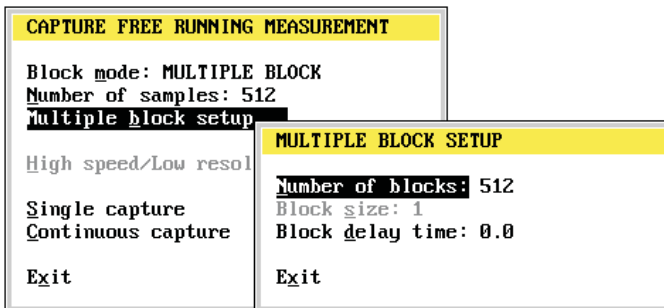 CAPTURE FREE RUNNING MEASUREMENT
Block mode: MULTIPLE BLOCK
Number of samples: 512
Multiple block setup
High speed/Low resol
Single capture
Continuous capture
Exit
MULTIPLE BLOCK SETUP
Number of blocks: 512
Block size: 1
Block delay time: 0.0
Exit